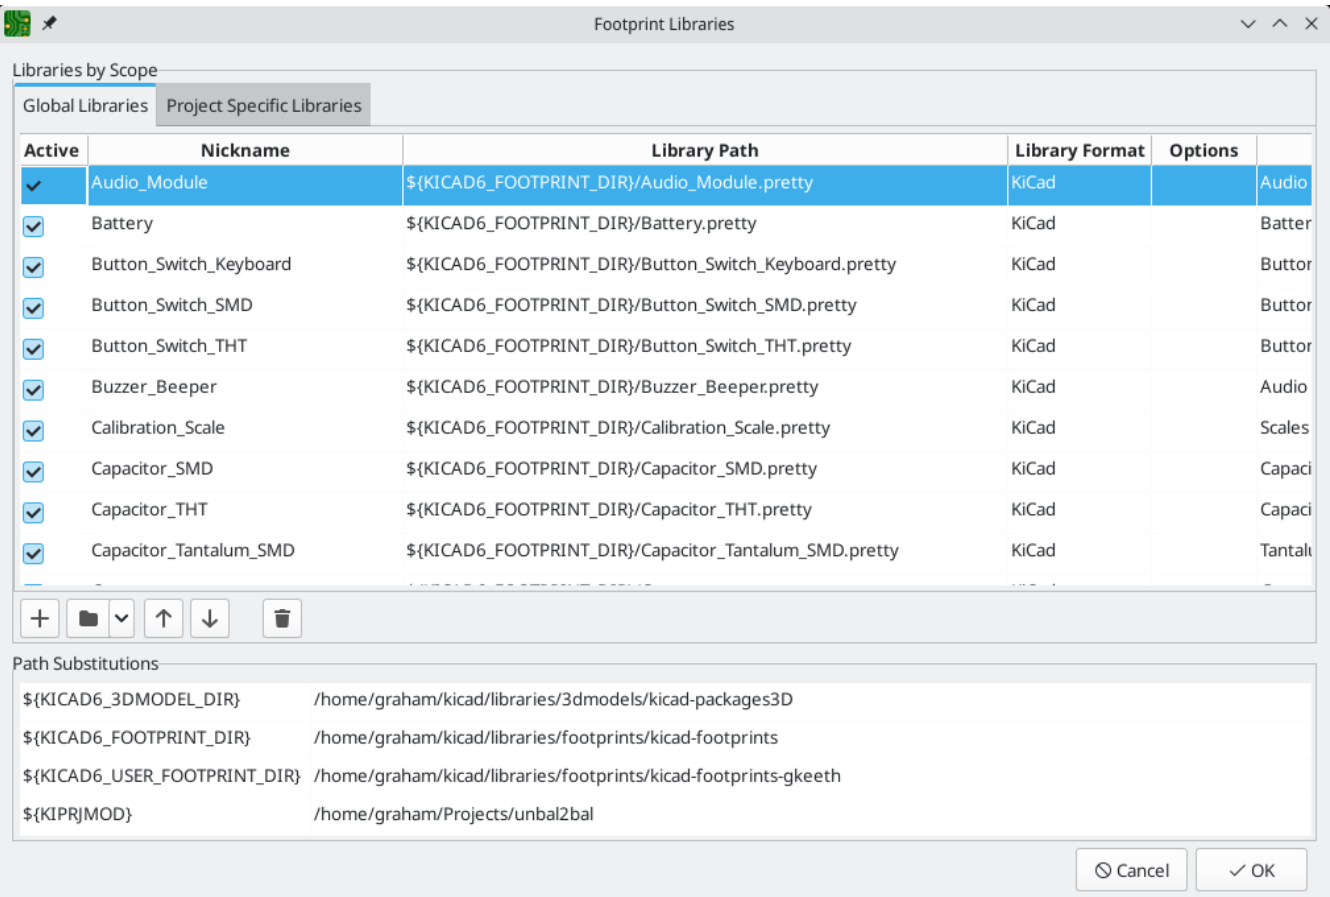 Footprint Libraries
Libraries by Scope
Global Libraries Project Specific Libraries
Active Nickname Library Path Library Format Options
Audio_Module ${KICAD6_FOOTPRINT_DIR}/Audio_Module.pretty KiCad Audio
Battery ${KICAD6_FOOTPRINT_DIR}/Battery.pretty KiCad Batter
Button_Switch_Keyboard ${KICAD6_FOOTPRINT_DIR}/Button_Switch_Keyboard.pretty KiCad Button
Button_Switch_SMD ${KICAD6_FOOTPRINT_DIR}/Button_Switch_SMD.pretty KiCad Button
Button_Switch_THT ${KICAD6_FOOTPRINT_DIR}/Button_Switch_THT.pretty KiCad Button
Buzzer_Beeper ${KICAD6_FOOTPRINT_DIR}/Buzzer_Beeper.pretty KiCad Audio
Calibration_Scale ${KICAD6_FOOTPRINT_DIR}/Calibration_Scale.pretty KiCad Scales
Capacitor_SMD ${KICAD6_FOOTPRINT_DIR}/Capacitor_SMD.pretty KiCad Capaci
Capacitor_THT ${KICAD6_FOOTPRINT_DIR}/Capacitor_THT.pretty KiCad Capaci
Capacitor_Tantalum_SMD ${KICAD6_FOOTPRINT_DIR}/Capacitor_Tantalum_SMD.pretty KiCad Tantalu
Path Substitutions
${KICAD6_3DMODEL_DIR} /home/graham/kicad/libraries/3dmodels/kicad-packages3D
${KICAD6_FOOTPRINT_DIR} /home/graham/kicad/libraries/footprints/kicad-footprints
${KICAD6_USER_FOOTPRINT_DIR} /home/graham/kicad/libraries/footprints/kicad-footprints-gkeeth
${KIPRJMOD} /home/graham/Projects/unbal2bal
Cancel OK